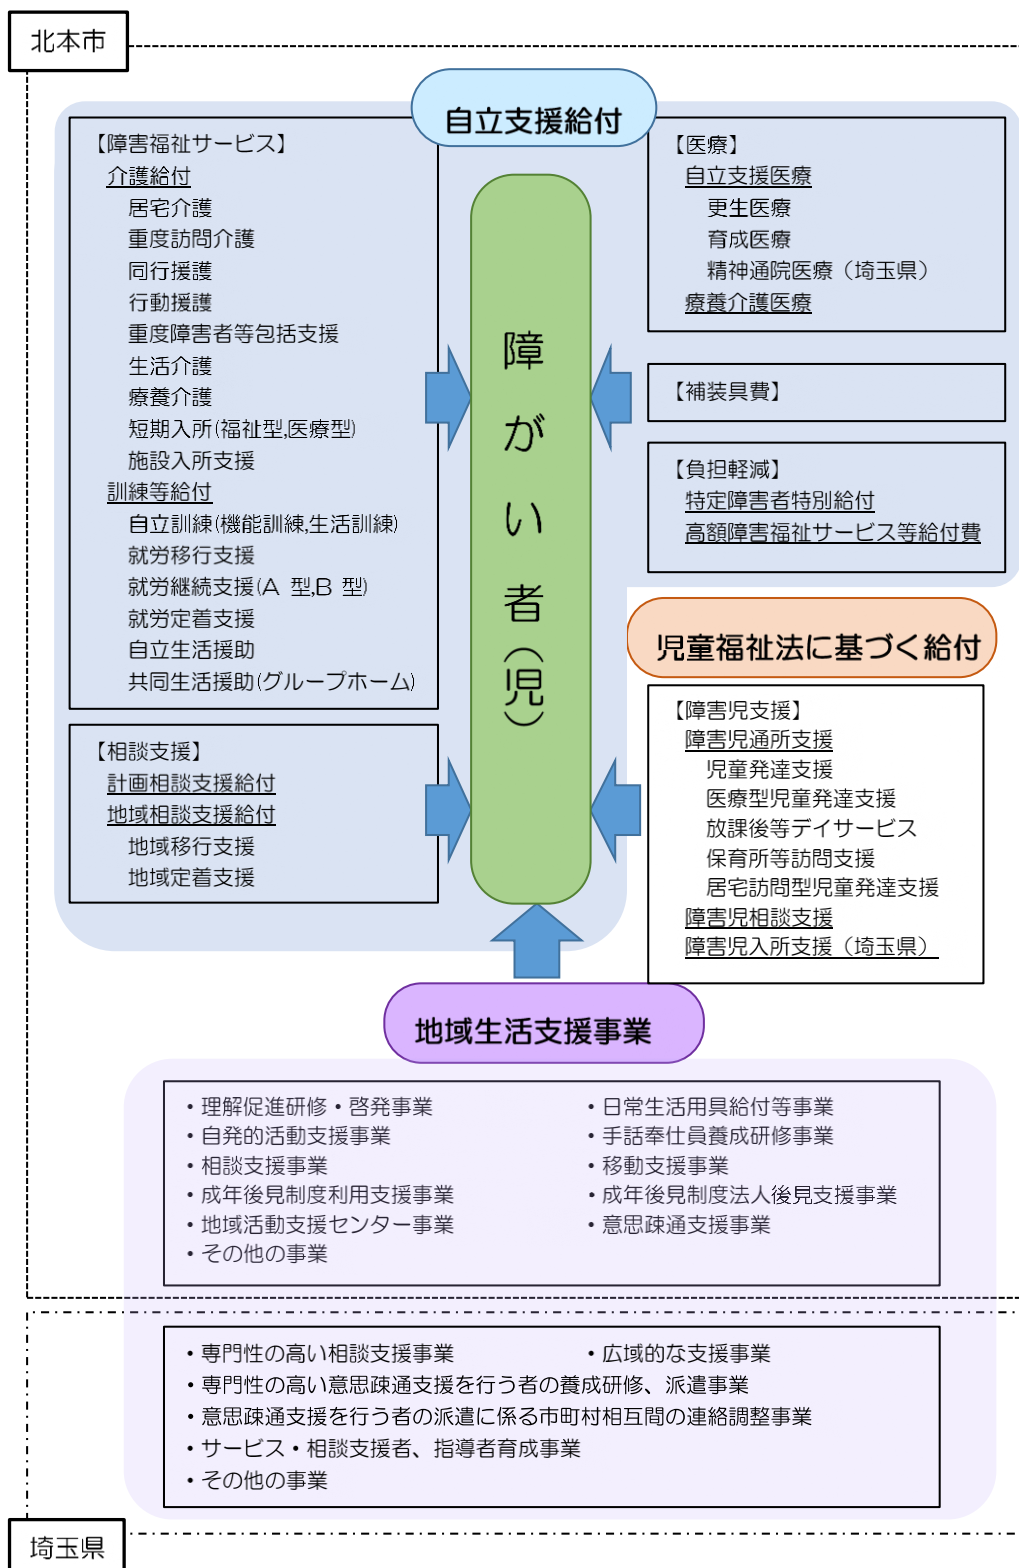 北本市
自立支援給付
【障害福祉サービス】
介護給付
居宅介護
重度訪問介護
同行援護
行動援護
重度障害者等包括支援
生活介護
療養介護
短期入所(福祉型,医療型)
施設入所支援
訓練等給付
自立訓練(機能訓練,生活訓練)
就労移行支援
就労継続支援(A 型,B 型)
就労定着支援
自立生活援助
共同生活援助(グループホーム)
【相談支援】
計画相談支援給付
地域相談支援給付
地域移行支援
地域定着支援
障がい者(児)
【医療】
自立支援医療
更生医療
育成医療
精神通院医療（埼玉県）
療養介護医療
【補装具費】
【負担軽減】
特定障害者特別給付
高額障害福祉サービス等給付費
児童福祉法に基づく給付
【障害児支援】
障害児通所支援
児童発達支援
医療型児童発達支援
放課後等デイサービス
保育所等訪問支援
居宅訪問型児童発達支援
障害児相談支援
障害児入所支援（埼玉県）
地域生活支援事業
・理解促進研修・啓発事業
・自発的活動支援事業
・相談支援事業
・成年後見制度利用支援事業
・地域活動支援センター事業
・その他の事業
・日常生活用具給付等事業
・手話奉仕員養成研修事業
・移動支援事業
・成年後見制度法人後見支援事業
・意思疎通支援事業
・専門性の高い相談支援事業
・広域的な支援事業
・専門性の高い意思疎通支援を行う者の養成研修、派遣事業
・意思疎通支援を行う者の派遣に係る市町村相互間の連絡調整事業
・サービス・相談支援者、指導者育成事業
・その他の事業
埼玉県